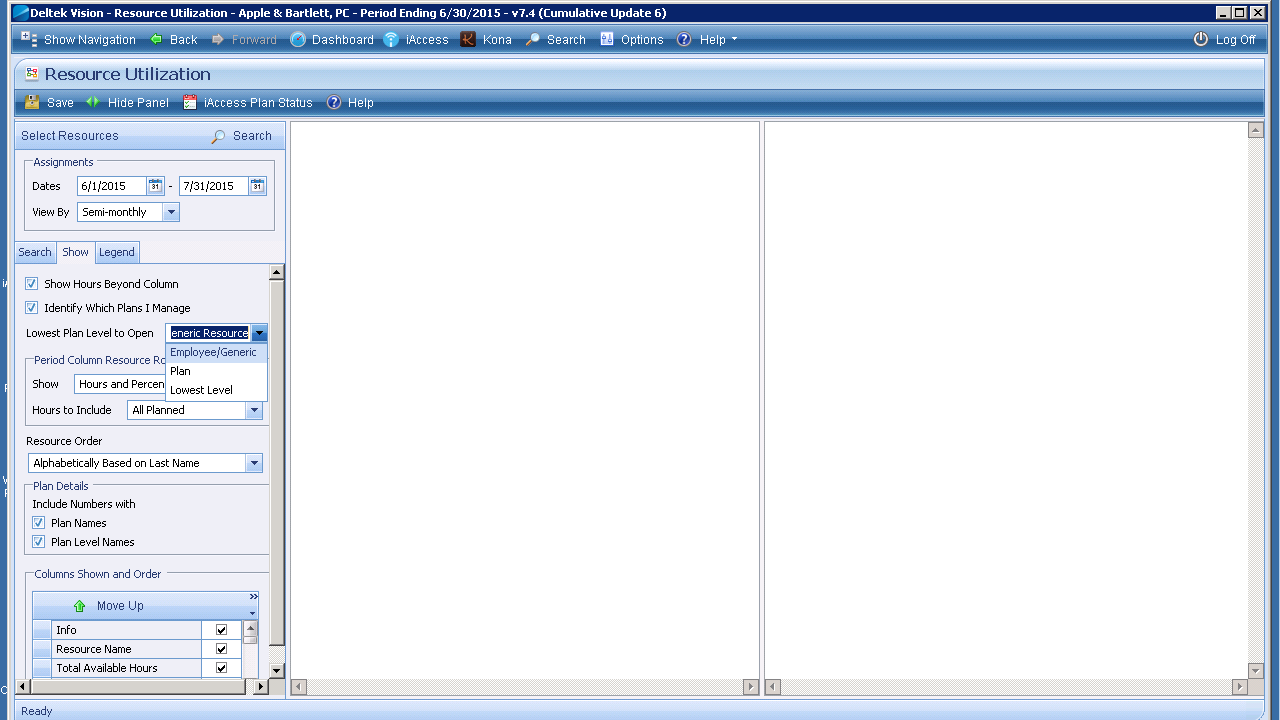 Deltek Vision - Resource Utilization - Apple & Bartlett, PC - Period Ending 6/30/2015 - v7.4 (Cumulative Update 6)
Show Navigation Back Forward Dashboard iAccess Kona Search Options Help Log Off
Resource Utilization
Save Hide Panel iAccess Plan Status Help
Select Resources Search
Assignments
Dates 6/1/2015 31 - 7/31/2015 31
View By Semi-monthly
Search Show Legend
Show Hours Beyond Column
Identify Which Plans I Manage
Lowest Plan Level to Open eneric Resource
Employee/Generic
Period Column Resource Ro
Plan
Show Hours and Percen
Lowest Level
Hours to Include All Planned
Resource Order
Alphabetically Based on Last Name
Plan Details
Include Numbers with
Plan Names
Plan Level Names
Columns Shown and Order
Move Up
Info
Resource Name
Total Available Hours
Ready